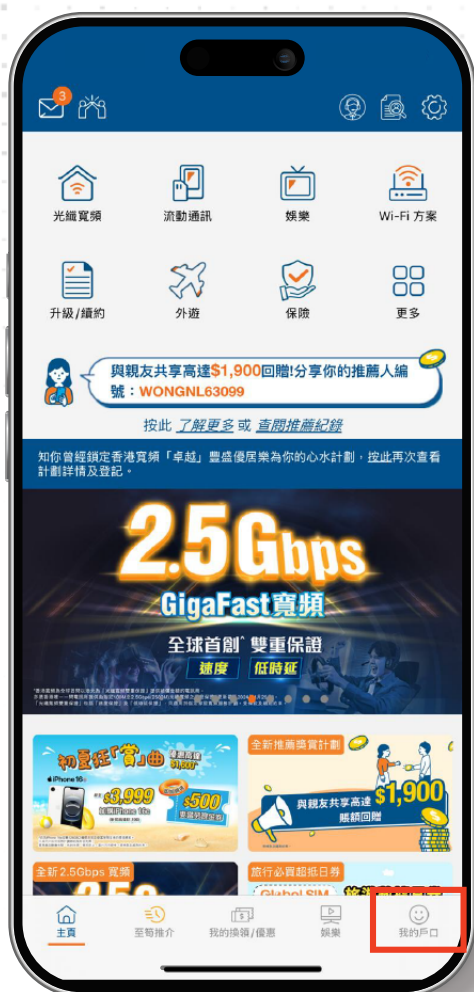 3
光纖寬頻 流動通訊 娛樂 Wi-Fi 方案
升級/續約 外遊 保險 更多
與親友共享高達$1,900回贈!分享你的推薦人編
號：WONGNL63099
按此 了解更多 或 查閱推薦紀錄
知你曾經鎖定香港寬頻「卓越」豐盛優居樂為你的心水計劃，按此再次查看
計劃詳情及登記。
2.5Gbps
GigaFast寬頻
全球首創^ 雙重保證
速度 低時延
初夏狂「賞」曲
iPhone 16e
$3,999
$500
全新推薦獎賞計劃
與親友共享高達 $1,900
賬額回贈
全新2.5Gbps 寬頻
旅行必買超抵日券
Global SIM
主頁 至筍推介 我的換領/優惠 娛樂 我的戶口